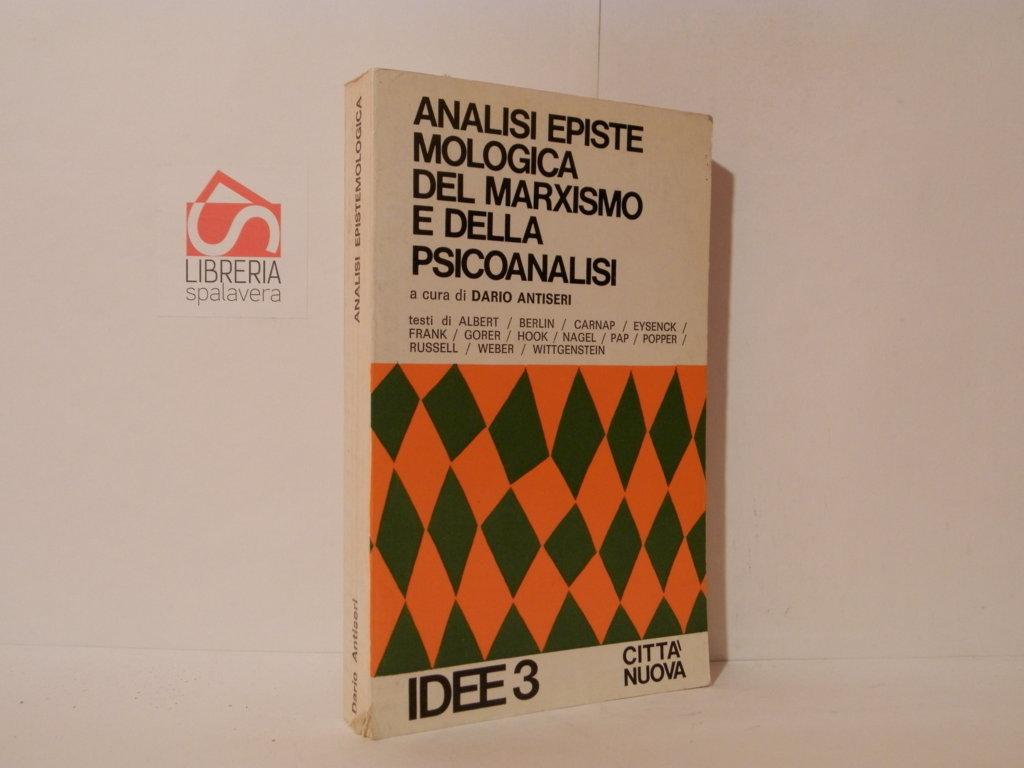 LIBRERIA
spalavera
ANALISI EPISTEMOLOGICA
Dario Antiseri
ANALISI EPISTE
MOLOGICA
DEL MARXISMO
E DELLA
PSICOANALISI
a cura di DARIO ANTISERI
testi di ALBERT / BERLIN / CARNAP / EYSENCK /
FRANK / GORER / HOOK / NAGEL / PAP / POPPER /
RUSSELL / WEBER / WITTGENSTEIN
IDEE 3
CITTA'
NUOVA